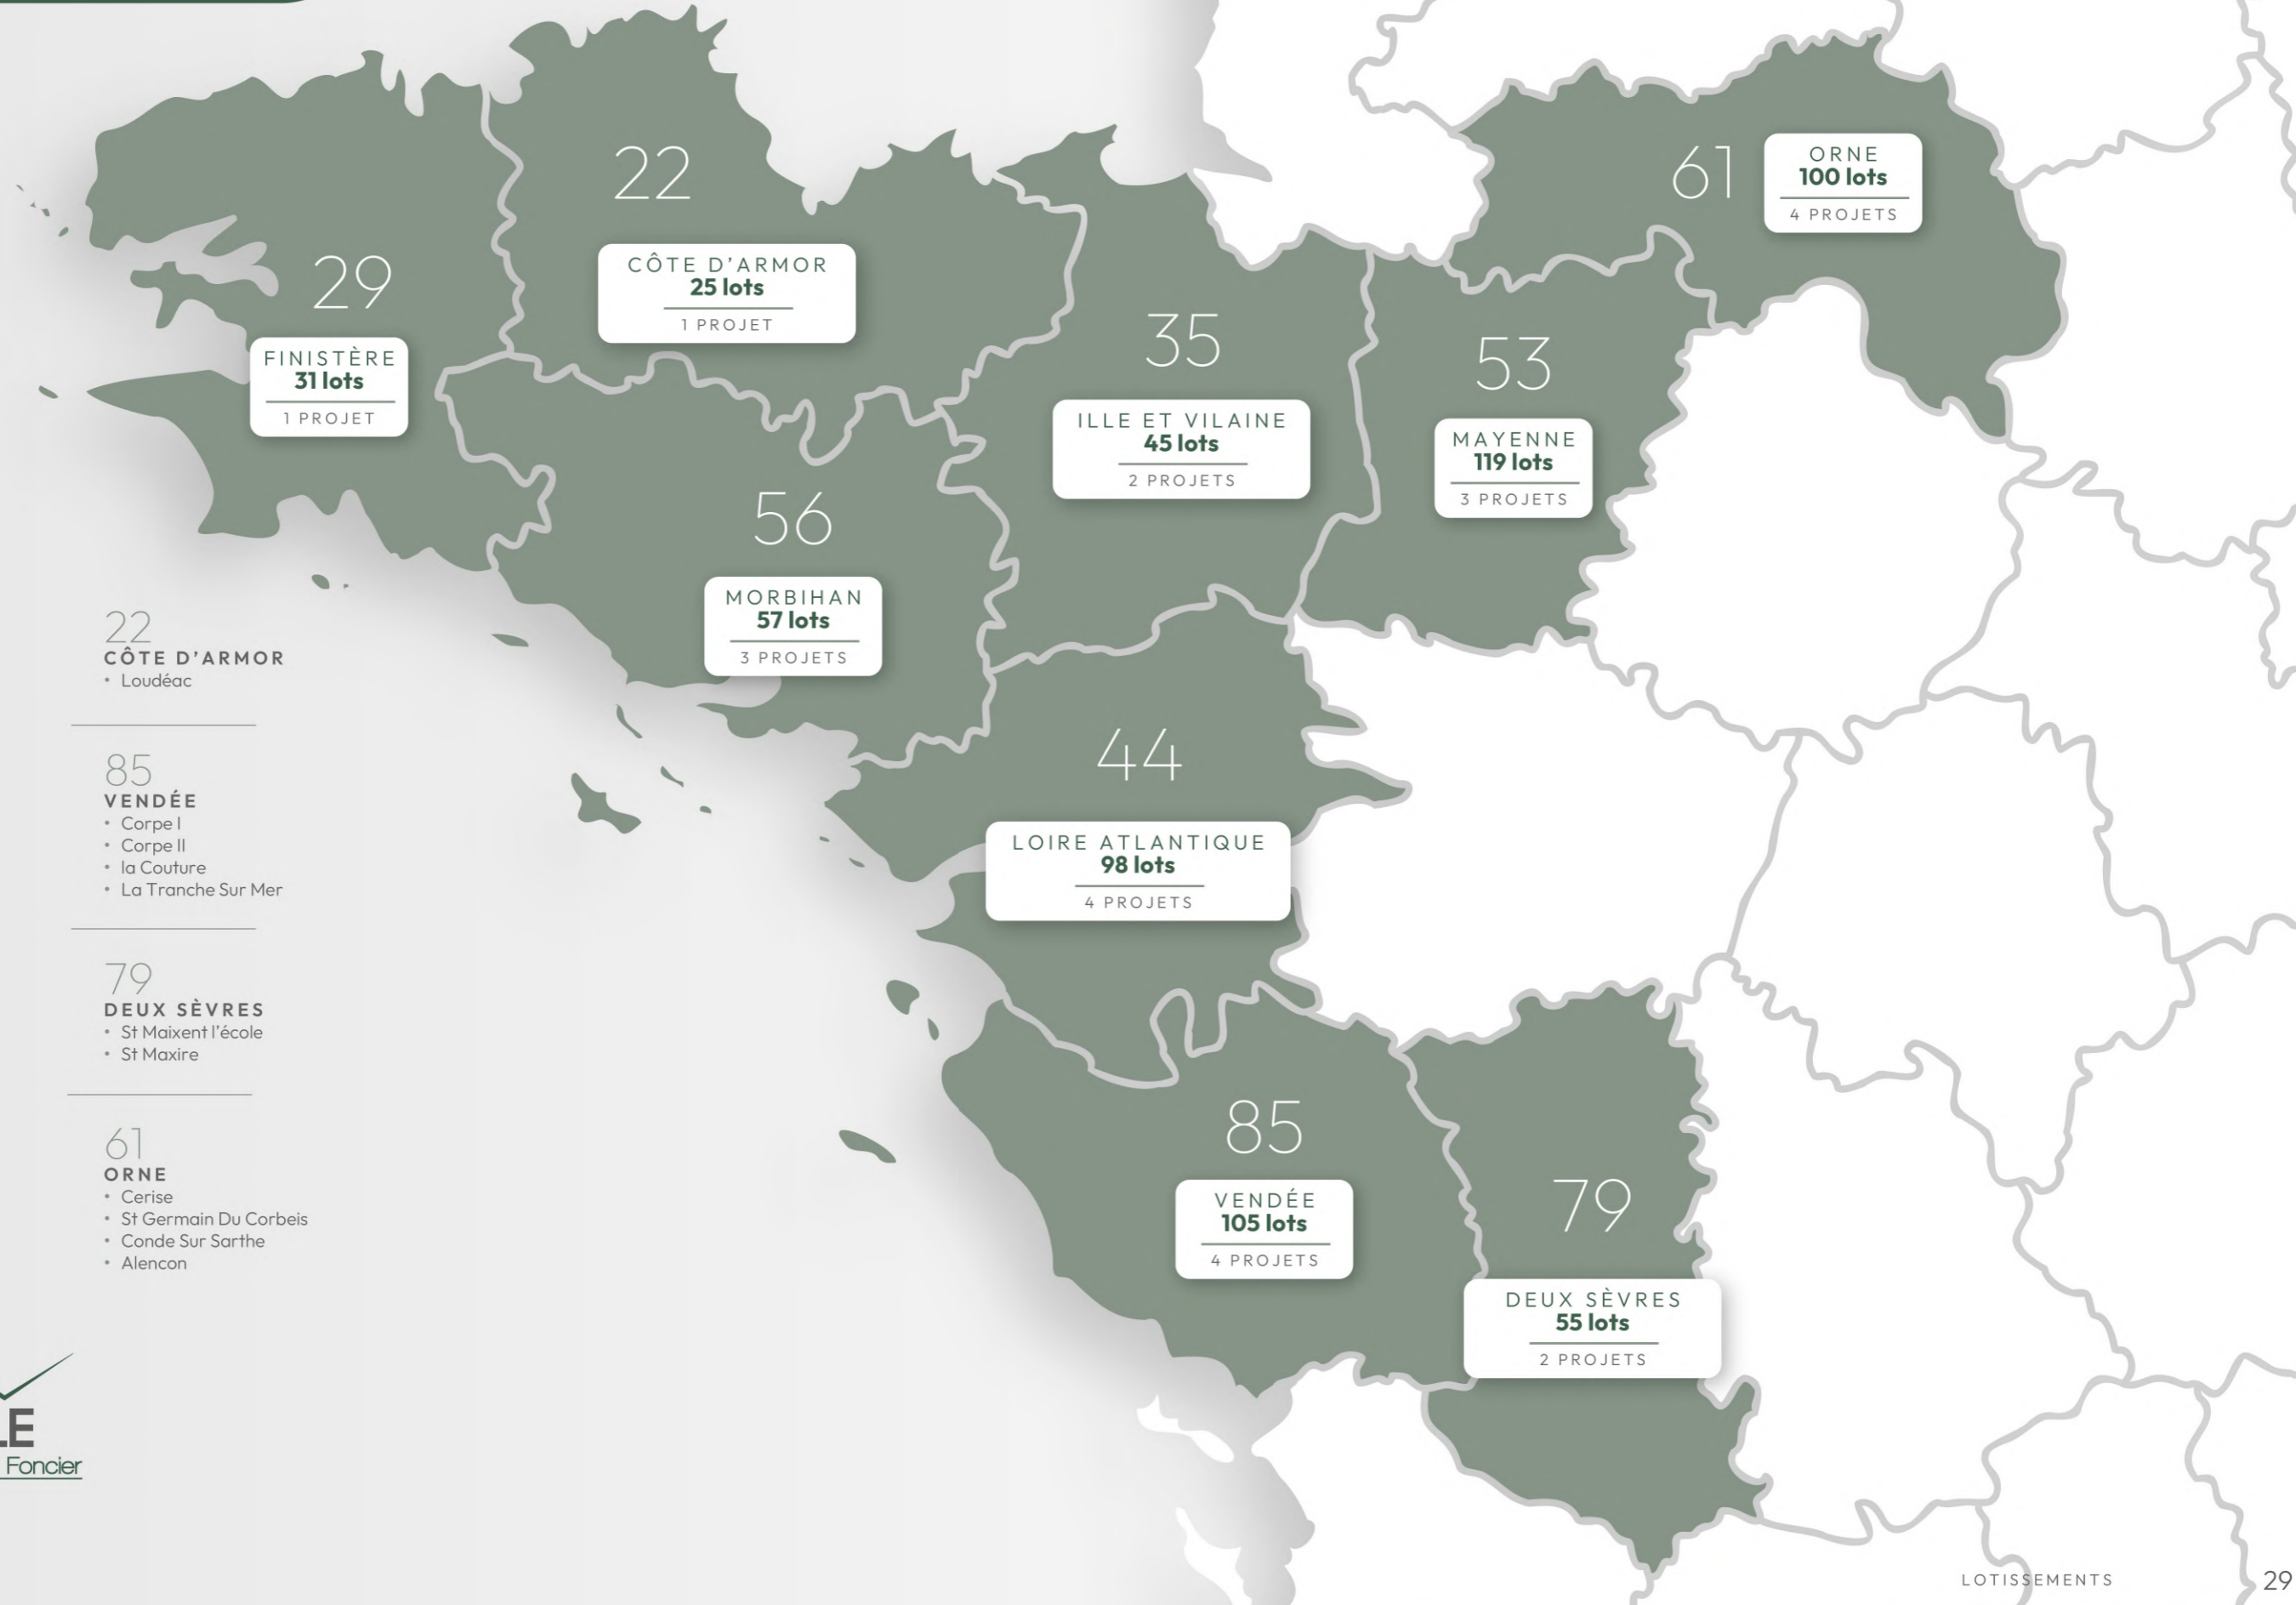 22
CÔTE D'ARMOR
25 lots
1 PROJET
61
ORNE
100 lots
4 PROJETS
29
FINISTÈRE
31 lots
1 PROJET
35
ILLE ET VILAINE
45 lots
2 PROJETS
53
MAYENNE
119 lots
3 PROJETS
56
MORBIHAN
57 lots
3 PROJETS
44
LOIRE ATLANTIQUE
98 lots
4 PROJETS
85
VENDÉE
105 lots
4 PROJETS
79
DEUX SÈVRES
55 lots
2 PROJETS
22
CÔTE D'ARMOR
• Loudéac
85
VENDÉE
• Corpe I
• Corpe II
• la Couture
• La Tranche Sur Mer
79
DEUX SÈVRES
• St Maixent l'école
• St Maxire
61
ORNE
• Cerise
• St Germain Du Corbeis
• Conde Sur Sarthe
• Alencon
Foncier
LOTISSEMENTS
29